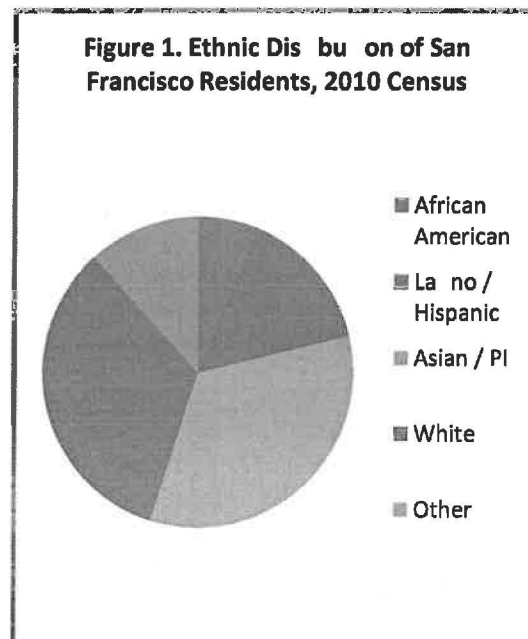 Figure 1. Ethnic Dis bu on of San
Francisco Residents, 2010 Census
African
American
La no /
Hispanic
Asian / PI
White
Other